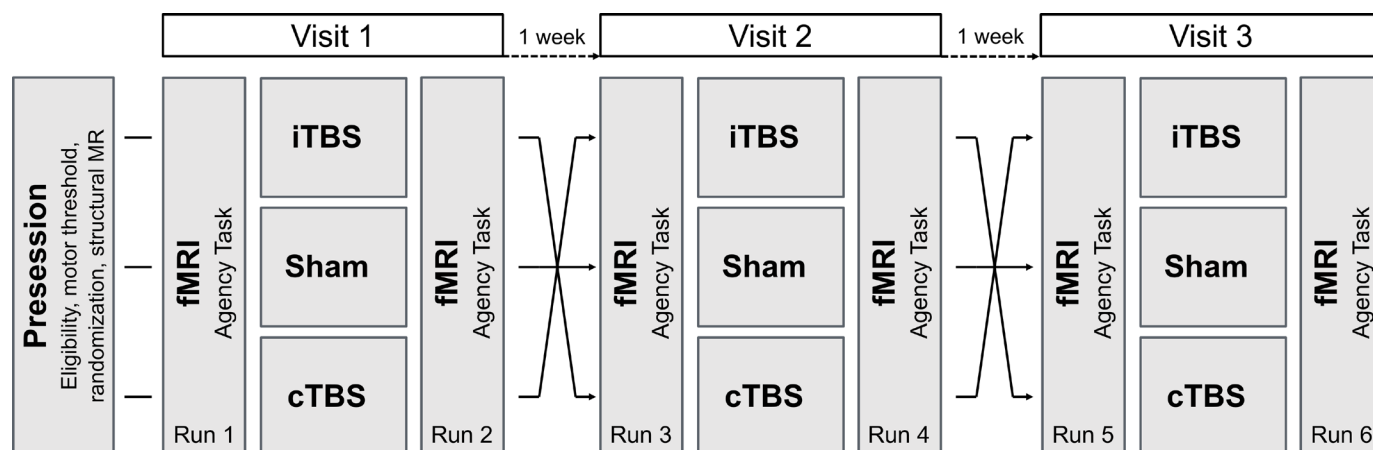 Visit 1
1 week
Visit 2
1 week
Visit 3
Presession
Eligibility, motor threshold,
randomization, structural MR
fMRI
Agency Task
Run 1
iTBS
Sham
cTBS
fMRI
Agency Task
Run 2
fMRI
Agency Task
Run 3
iTBS
Sham
cTBS
fMRI
Agency Task
Run 4
fMRI
Agency Task
Run 5
iTBS
Sham
cTBS
fMRI
Agency Task
Run 6